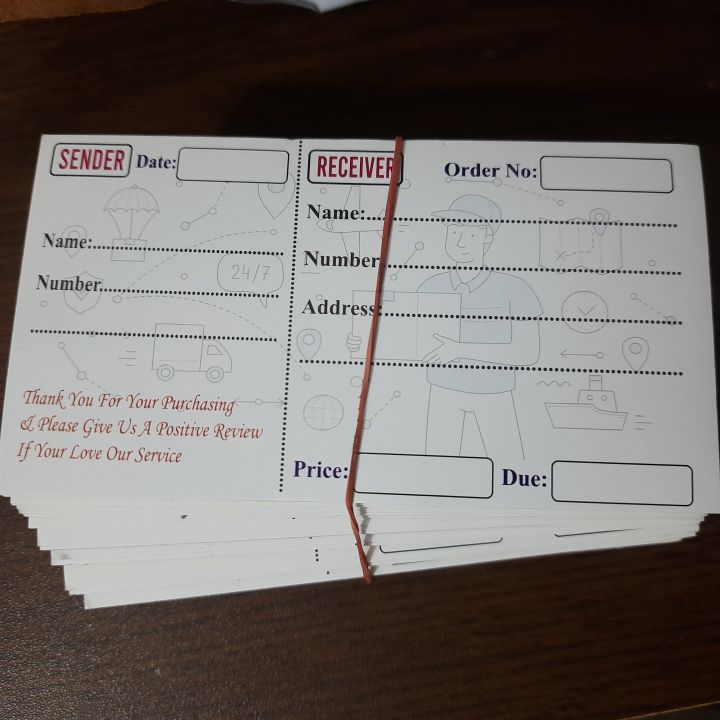 SENDER Date:
Name:
Number
24/7
Thank You For Your Purchasing
& Please Give Us A Positive Review
If Your Love Our Service
RECEIVER Order No:
Name:
Number
Address:
Price: Due: